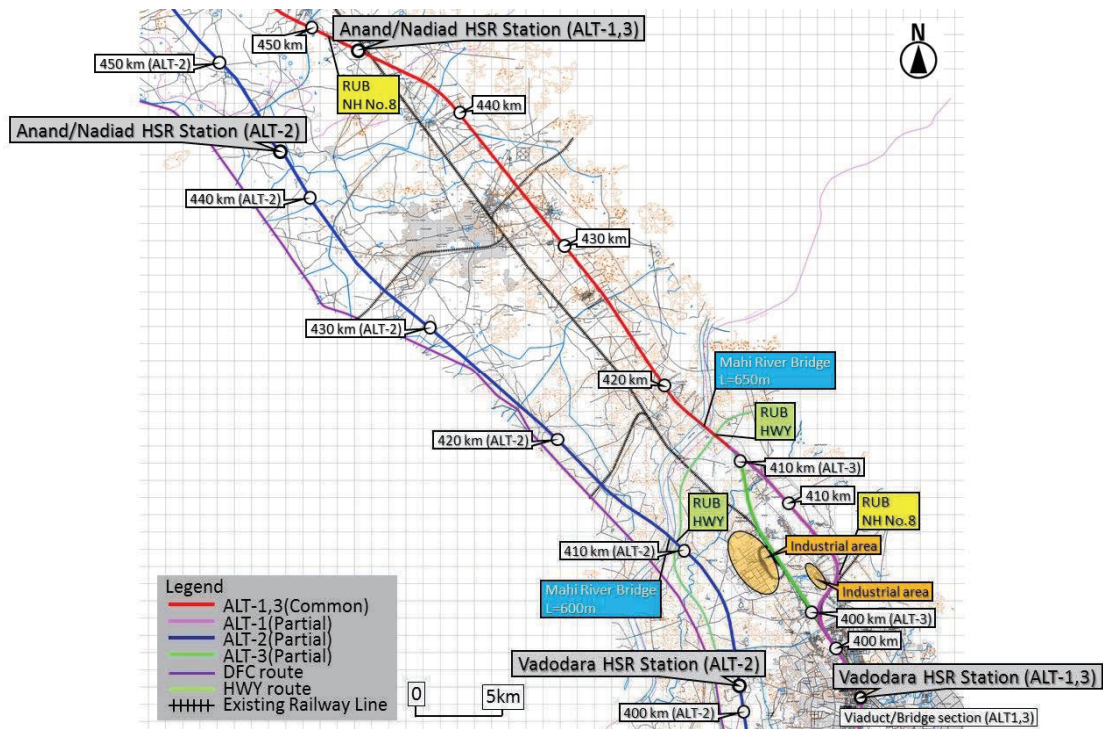 Anand/Nadiad HSR Station (ALT-1,3)
N
450 km
450 km (ALT-2)
RUB
NH No.8
440 km
Anand/Nadiad HSR Station (ALT-2)
440 km (ALT-2)
430 km
430 km (ALT-2)
Mahi River Bridge
L=650m
420 km
RUB
HWY
420 km (ALT-2)
410 km (ALT-3)
410 km
RUB
NH No.8
RUB
HWY
Industrial area
410 km (ALT-2)
Mahi River Bridge
L=600m
Industrial area
400 km (ALT-3)
400 km
Legend
ALT-1,3(Common)
ALT-1(Partial)
ALT-2(Partial)
ALT-3(Partial)
DFC route
HWY route
Existing Railway Line
0
5km
Vadodara HSR Station (ALT-2)
Vadodara HSR Station (ALT-1,3)
400 km (ALT-2)
Viaduct/Bridge section (ALT1,3)